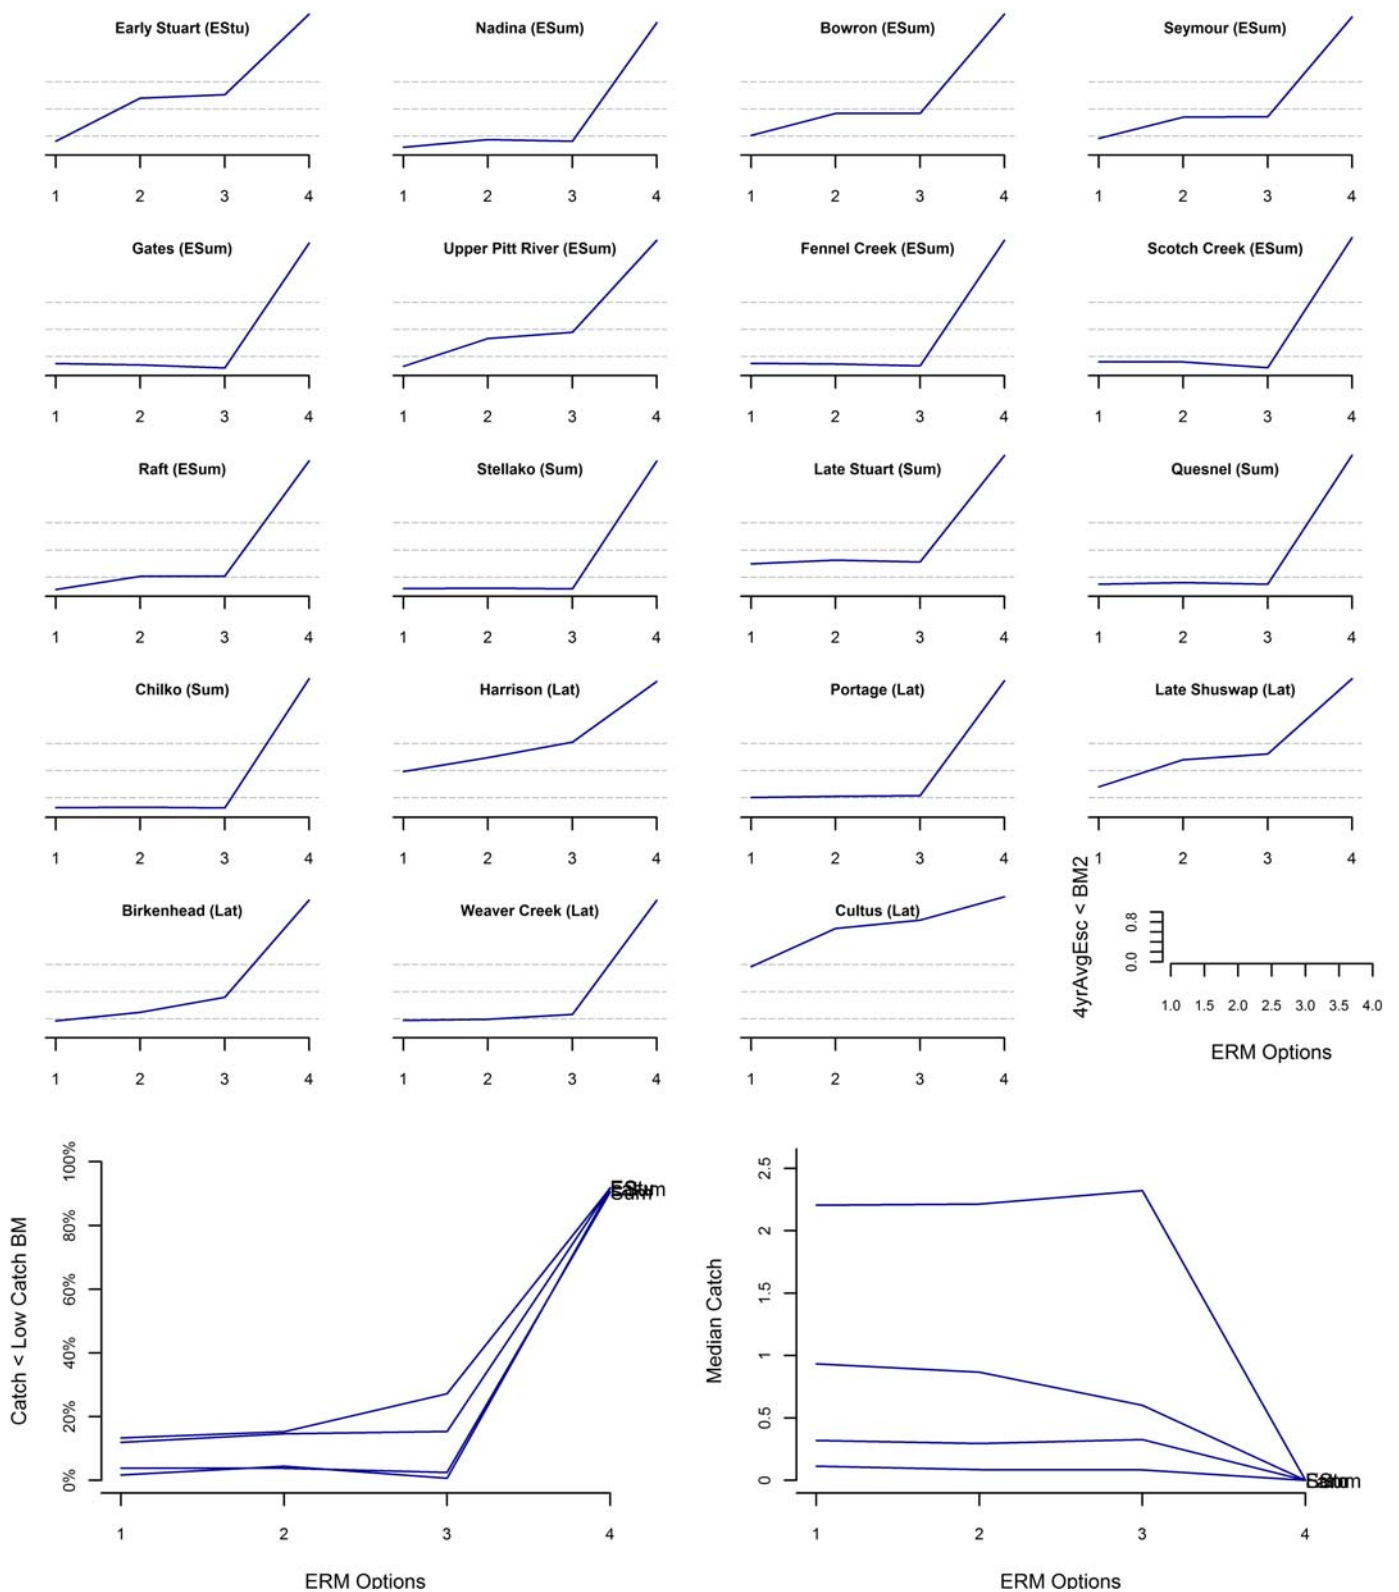 Early Stuart (EStu)
Nadina (ESum)
Bowron (ESum)
Seymour (ESum)
1 2 3 4
1 2 3 4
1 2 3 4
1 2 3 4
Gates (ESum)
Upper Pitt River (ESum)
Fennel Creek (ESum)
Scotch Creek (ESum)
1 2 3 4
1 2 3 4
1 2 3 4
1 2 3 4
Raft (ESum)
Stellako (Sum)
Late Stuart (Sum)
Quesnel (Sum)
1 2 3 4
1 2 3 4
1 2 3 4
1 2 3 4
Chilko (Sum)
Harrison (Lat)
Portage (Lat)
Late Shuswap (Lat)
1 2 3 4
1 2 3 4
1 2 3 4
1 2 3 4
Birkenhead (Lat)
Weaver Creek (Lat)
Cultus (Lat)
1 2 3 4
1 2 3 4
1 2 3 4
4yrAvgEsc < BM2
0.8
0.0
1.0 1.5 2.0 2.5 3.0 3.5 4.0
ERM Options
Catch < Low Catch BM
100%
80%
60%
40%
20%
0%
1 2 3 4
ERM Options
Median Catch
2.5
2
1.5
1
0.5
0
1 2 3 4
ERM Options